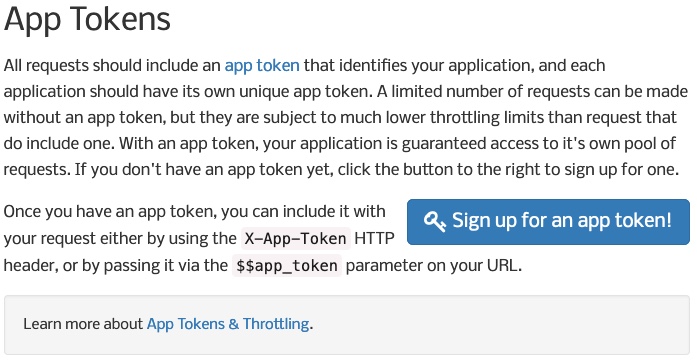 App Tokens
All requests should include an app token that identifies your application, and each
application should have its own unique app token. A limited number of requests can be made
without an app token, but they are subject to much lower throttling limits than request that
do include one. With an app token, your application is guaranteed access to it's own pool of
requests. If you don't have an app token yet, click the button to the right to sign up for one.
Once you have an app token, you can include it with
your request either by using the X-App-Token HTTP
header, or by passing it via the $$app_token parameter on your URL.
Sign up for an app token!
Learn more about App Tokens & Throttling.